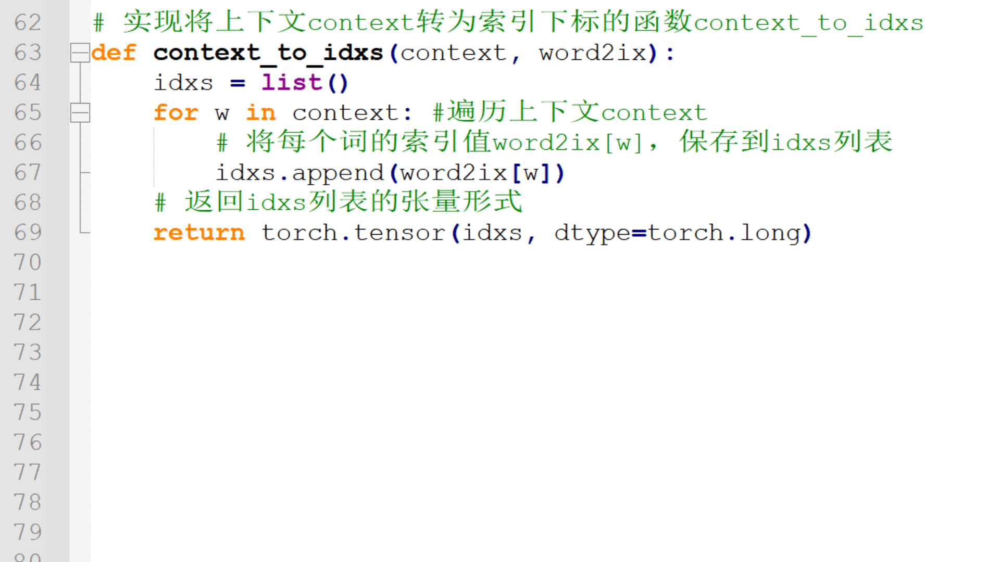 62 # 实现将上下文context转为索引下标的函数context_to_idxs
63 def context_to_idxs(context, word2ix):
64     idxs = list()
65     for w in context: #遍历上下文context
66         # 将每个词的索引值word2ix[w]，保存到idxs列表
67         idxs.append(word2ix[w])
68     # 返回idxs列表的张量形式
69     return torch.tensor(idxs, dtype=torch.long)
70
71
72
73
74
75
76
77
78
79
80